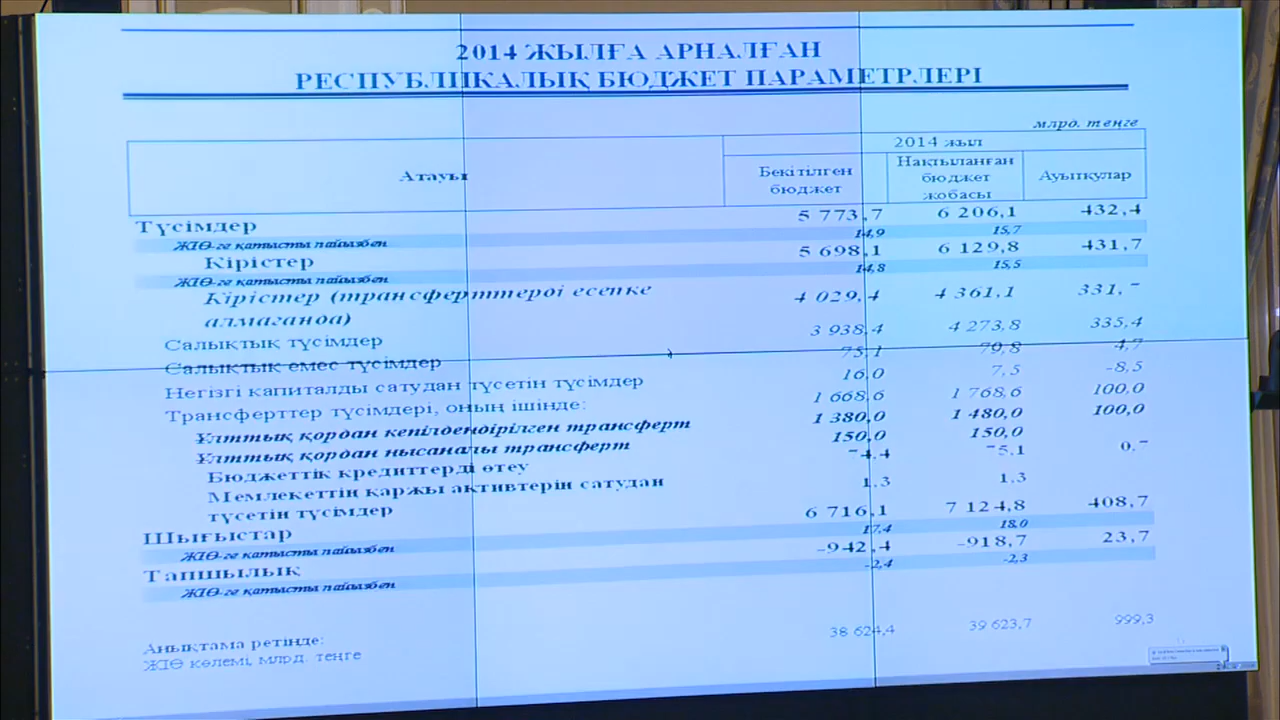 2014 ЖЫЛҒА АРНАЛҒАН
РЕСПУБЛИКАЛЫҚ БЮДЖЕТ ПАРАМЕТРЛЕРІ
млрд. теңге
Атауы
2014 жыл
Бекітілген бюджет
Нақтыланған бюджет жобасы
Ауытқулар
Түсімдер 5 773,7 6 206,1 432,4
ЖІӨ-ге қатысты пайызбен 14,9 15,7
Кірістер 5 698,1 6 129,8 431,7
ЖІӨ-ге қатысты пайызбен 14,8 15,5
Кірістер (трансферттерді есепке алмағанда) 4 029,4 4 361,1 331,7
Салықтық түсімдер 3 938,4 4 273,8 335,4
Салықтық емес түсімдер 75,1 79,8 4,7
Негізгі капиталды сатудан түсетін түсімдер 16,0 7,5 -8,5
Трансферттер түсімдері, оның ішінде: 1 668,6 1 768,6 100,0
Ұлттық қордан кепілдендірілген трансферт 1 380,0 1 480,0 100,0
Ұлттық қордан нысаналы трансферт 150,0 150,0
Бюджеттік кредиттерді өтеу 74,4 75,1 0,7
Мемлекеттің қаржы активтерін сатудан түсетін түсімдер 1,3 1,3
Шығыстар 6 716,1 7 124,8 408,7
ЖІӨ-ге қатысты пайызбен 17,4 18,0
Тапшылық -942,4 -918,7 23,7
ЖІӨ-ге қатысты пайызбен -2,4 -2,3
Анықтама ретінде:
ЖІӨ көлемі, млрд. теңге 38 624,4 39 623,7 999,3